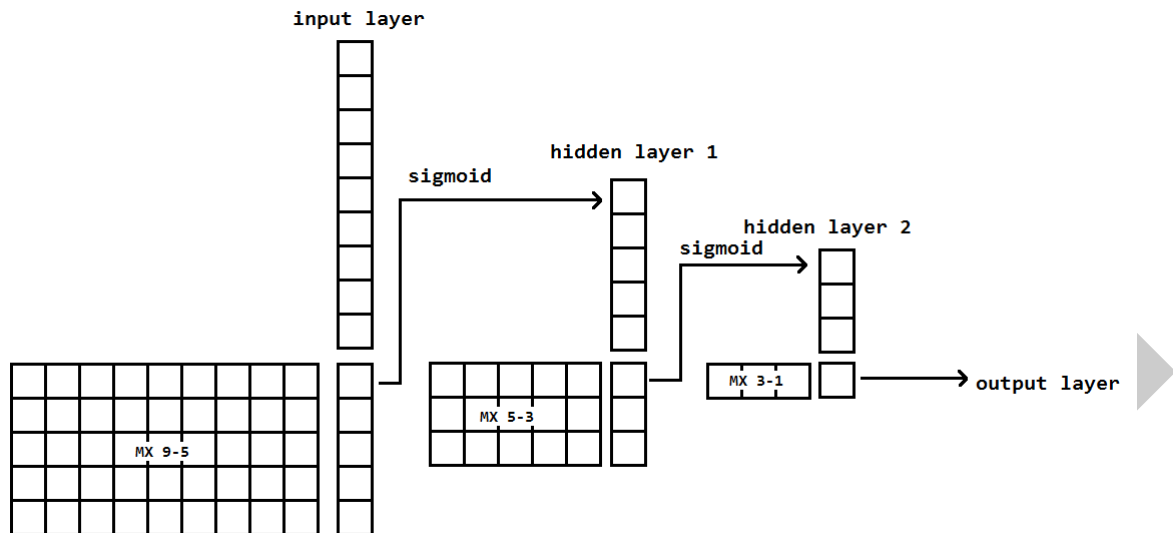 input layer
hidden layer 1
sigmoid
hidden layer 2
sigmoid
MX 3-1
output layer
MX 5-3
MX 9-5